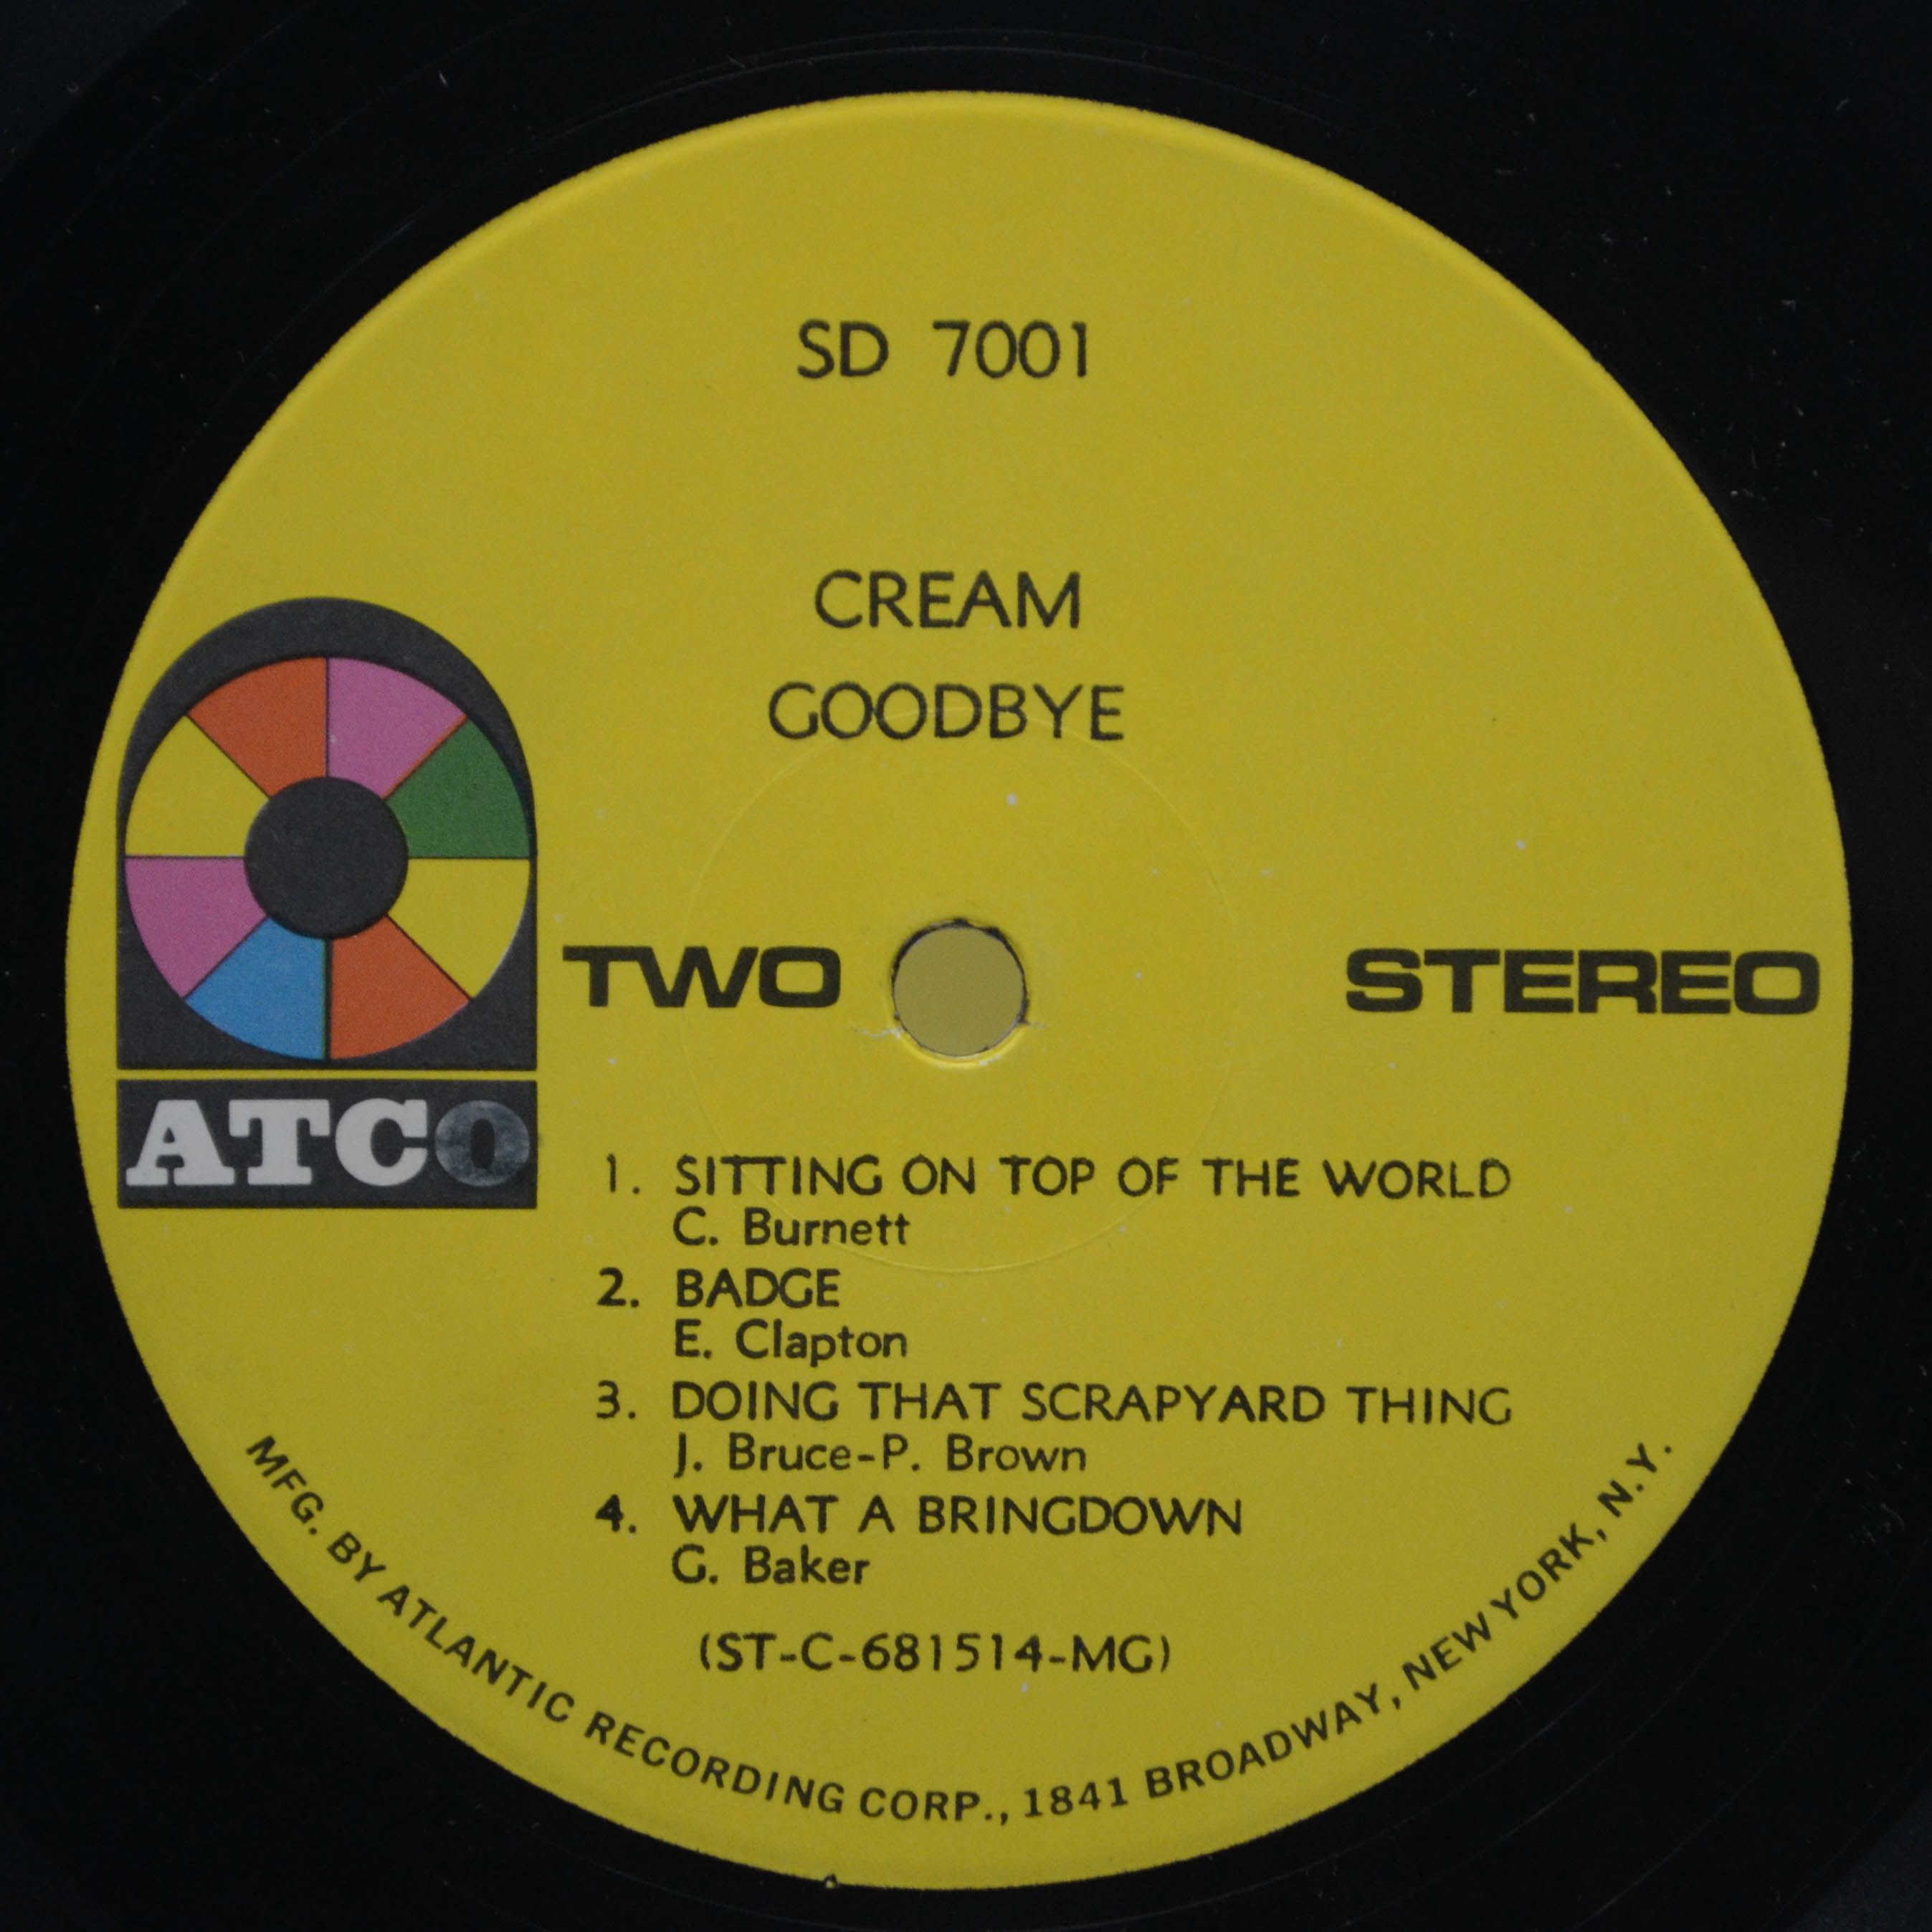 SD 7001
CREAM
GOODBYE
TWO
STEREO
ATCO
1. SITTING ON TOP OF THE WORLD
C. Burnett
2. BADGE
E. Clapton
3. DOING THAT SCRAPYARD THING
J. Bruce-P. Brown
4. WHAT A BRINGDOWN
G. Baker
(ST-C-681514-MG)
MFG. BY ATLANTIC RECORDING CORP., 1841 BROADWAY, NEW YORK, N.Y.